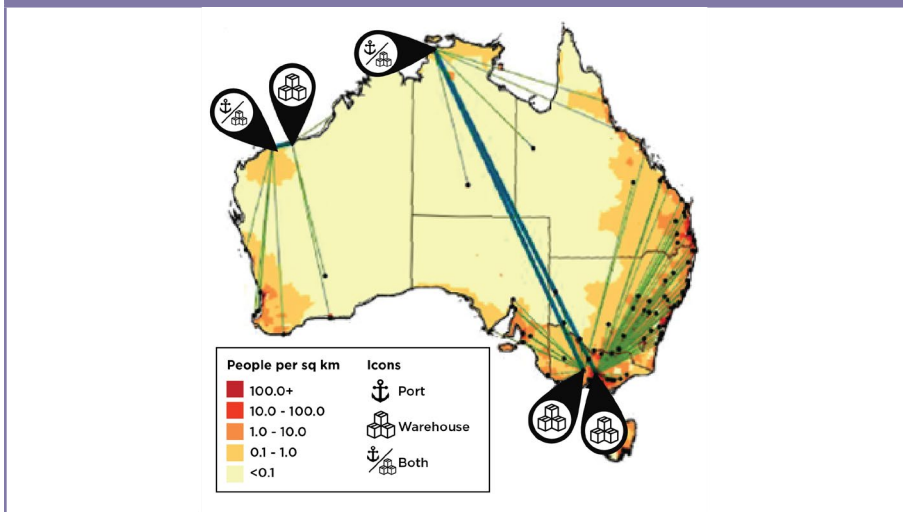 People per sq km
100.0+
10.0 - 100.0
1.0 - 10.0
0.1 - 1.0
<0.1
Icons
Port
Warehouse
Both